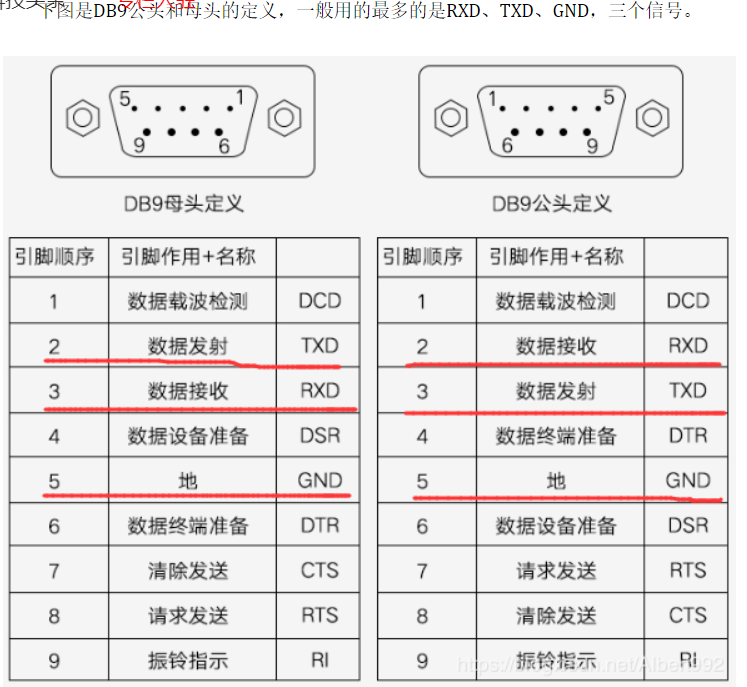 下图是DB9公头和母头的定义，一般用的最多的是RXD、TXD、GND，三个信号。
5 1
9 6
1 5
6 9
DB9母头定义 DB9公头定义
引脚顺序 引脚作用+名称 引脚顺序 引脚作用+名称
1 数据载波检测 DCD 1 数据载波检测 DCD
2 数据发射 TXD 2 数据接收 RXD
3 数据接收 RXD 3 数据发射 TXD
4 数据设备准备 DSR 4 数据终端准备 DTR
5 地 GND 5 地 GND
6 数据终端准备 DTR 6 数据设备准备 DSR
7 清除发送 CTS 7 请求发送 RTS
8 请求发送 RTS 8 清除发送 CTS
9 振铃指示 RI 9 振铃指示 RI